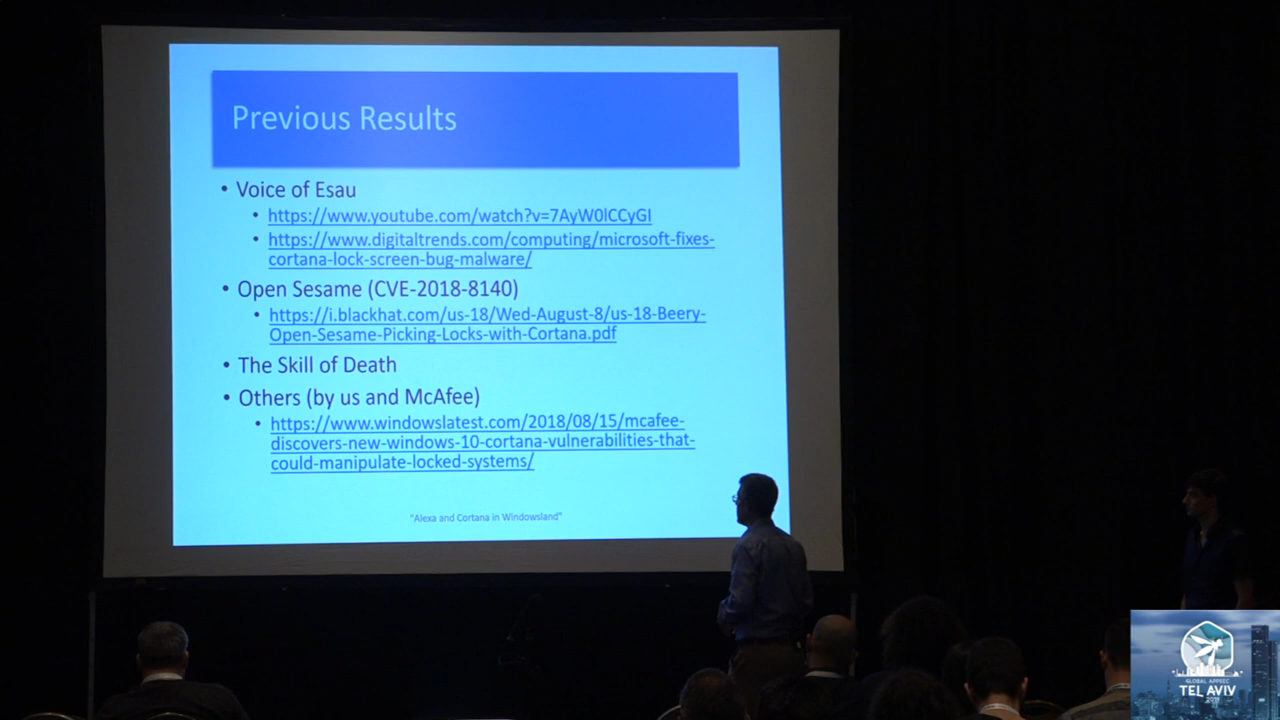 Previous Results
• Voice of Esau
• https://www.youtube.com/watch?v=7AyW0lCCyGI
• https://www.digitaltrends.com/computing/microsoft-fixes-
cortana-lock-screen-bug-malware/
• Open Sesame (CVE-2018-8140)
• https://i.blackhat.com/us-18/Wed-August-8/us-18-Beery-
Open-Sesame-Picking-Locks-with-Cortana.pdf
• The Skill of Death
• Others (by us and McAfee)
• https://www.windowslatest.com/2018/08/15/mcafee-
discovers-new-windows-10-cortana-vulnerabilities-that-
could-manipulate-locked-systems/
"Alexa and Cortana in Windowsland"
GLOBAL APPSEC
TEL AVIV